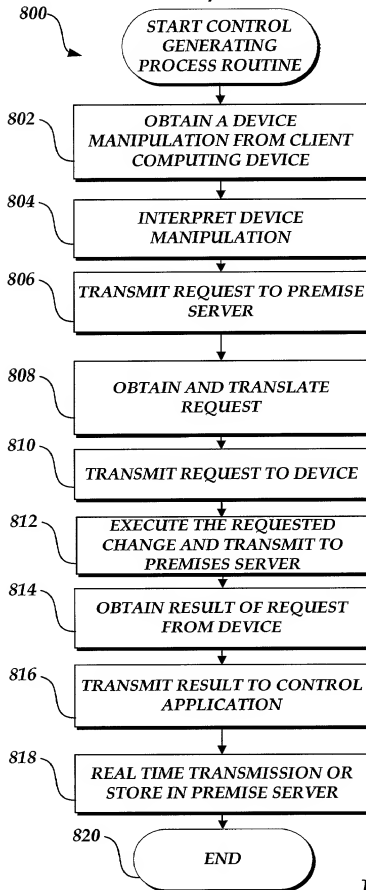 800
START CONTROL
GENERATING
PROCESS ROUTINE
802
OBTAIN A DEVICE
MANIPULATION FROM CLIENT
COMPUTING DEVICE
804
INTERPRET DEVICE
MANIPULATION
806
TRANSMIT REQUEST TO PREMISE
SERVER
808
OBTAIN AND TRANSLATE
REQUEST
810
TRANSMIT REQUEST TO DEVICE
812
EXECUTE THE REQUESTED
CHANGE AND TRANSMIT TO
PREMISES SERVER
814
OBTAIN RESULT OF REQUEST
FROM DEVICE
816
TRANSMIT RESULT TO CONTROL
APPLICATION
818
REAL TIME TRANSMISSION OR
STORE IN PREMISE SERVER
820
END